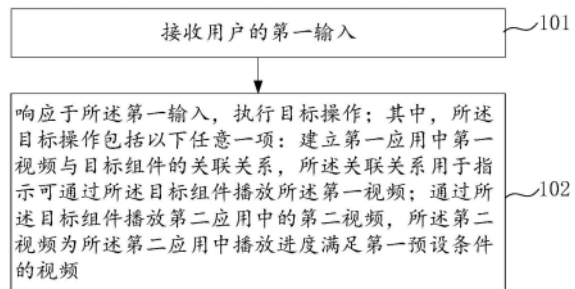 接收用户的第一输入
101
响应于所述第一输入，执行目标操作；其中，所述
目标操作包括以下任意一项：建立第一应用中第一
视频与目标组件的关联关系，所述关联关系用于指
示可通过所述目标组件播放所述第一视频；通过所
述目标组件播放第二应用中的第二视频，所述第二
视频为所述第二应用中播放进度满足第一预设条件
的视频
102